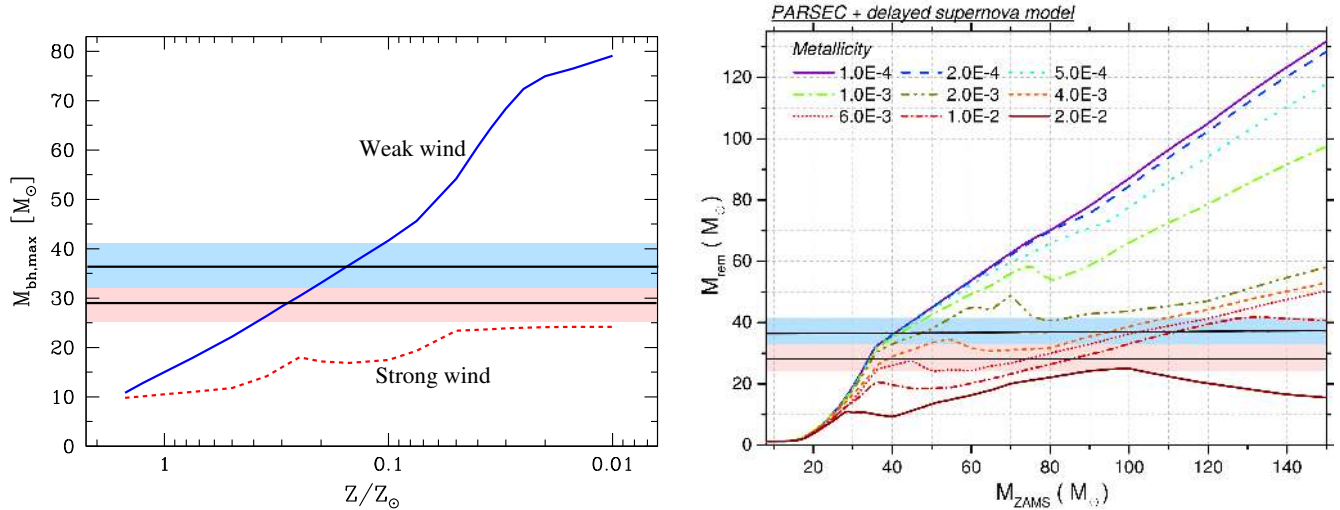 80
70
60
50
40
30
20
10
0
M_bh,max [M_⊙]
Weak wind
Strong wind
1 0.1 0.01
Z/Z_⊙
PARSEC + delayed supernova model
Metallicity
1.0E-4 2.0E-4 5.0E-4
1.0E-3 2.0E-3 4.0E-3
6.0E-3 1.0E-2 2.0E-2
120
100
80
60
40
20
0
M_rem ( M_⊙ )
20 40 60 80 100 120 140
M_ZAMS ( M_⊙ )